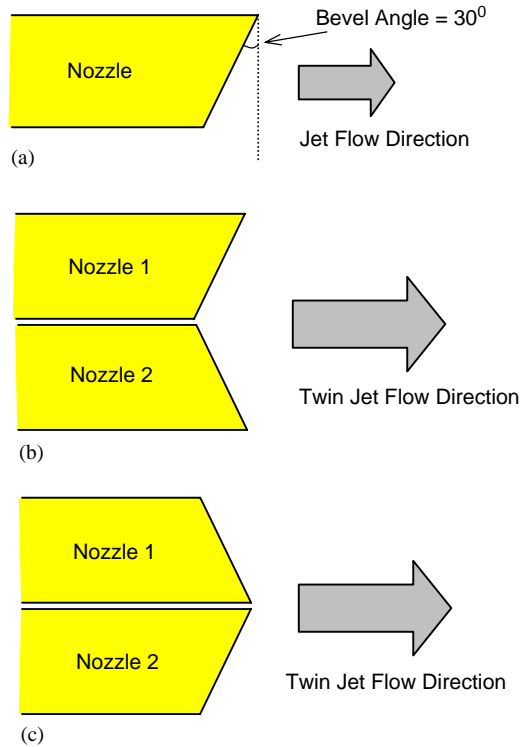 Bevel Angle = 30⁰
Nozzle
Jet Flow Direction
(a)
Nozzle 1
Nozzle 2
Twin Jet Flow Direction
(b)
Nozzle 1
Nozzle 2
Twin Jet Flow Direction
(c)